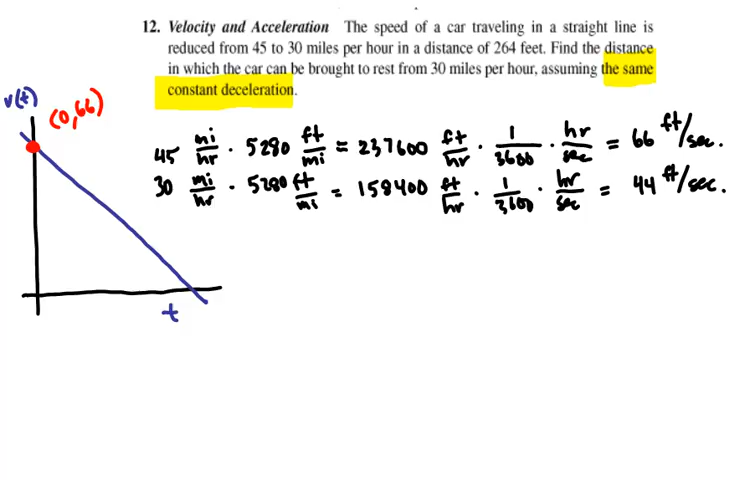 12. Velocity and Acceleration The speed of a car traveling in a straight line is
reduced from 45 to 30 miles per hour in a distance of 264 feet. Find the distance
in which the car can be brought to rest from 30 miles per hour, assuming the same
constant deceleration.
v(t)
(0,66)
45 mi/hr · 5280 ft/mi = 237600 ft/hr · 1/3600 · hr/sec = 66 ft/sec.
30 mi/hr · 5280 ft/mi = 158400 ft/hr · 1/3600 · hr/sec = 44 ft/sec.
t